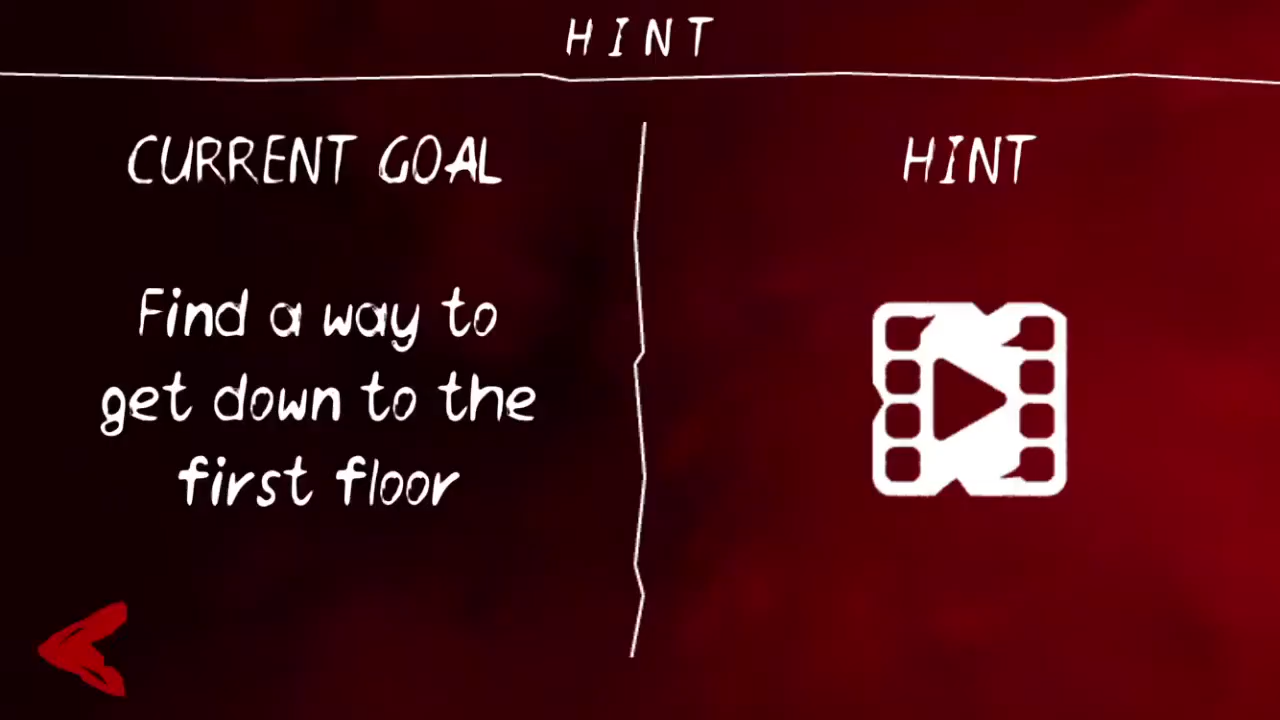 HINT
CURRENT GOAL
Find a way to
get down to the
first floor
HINT